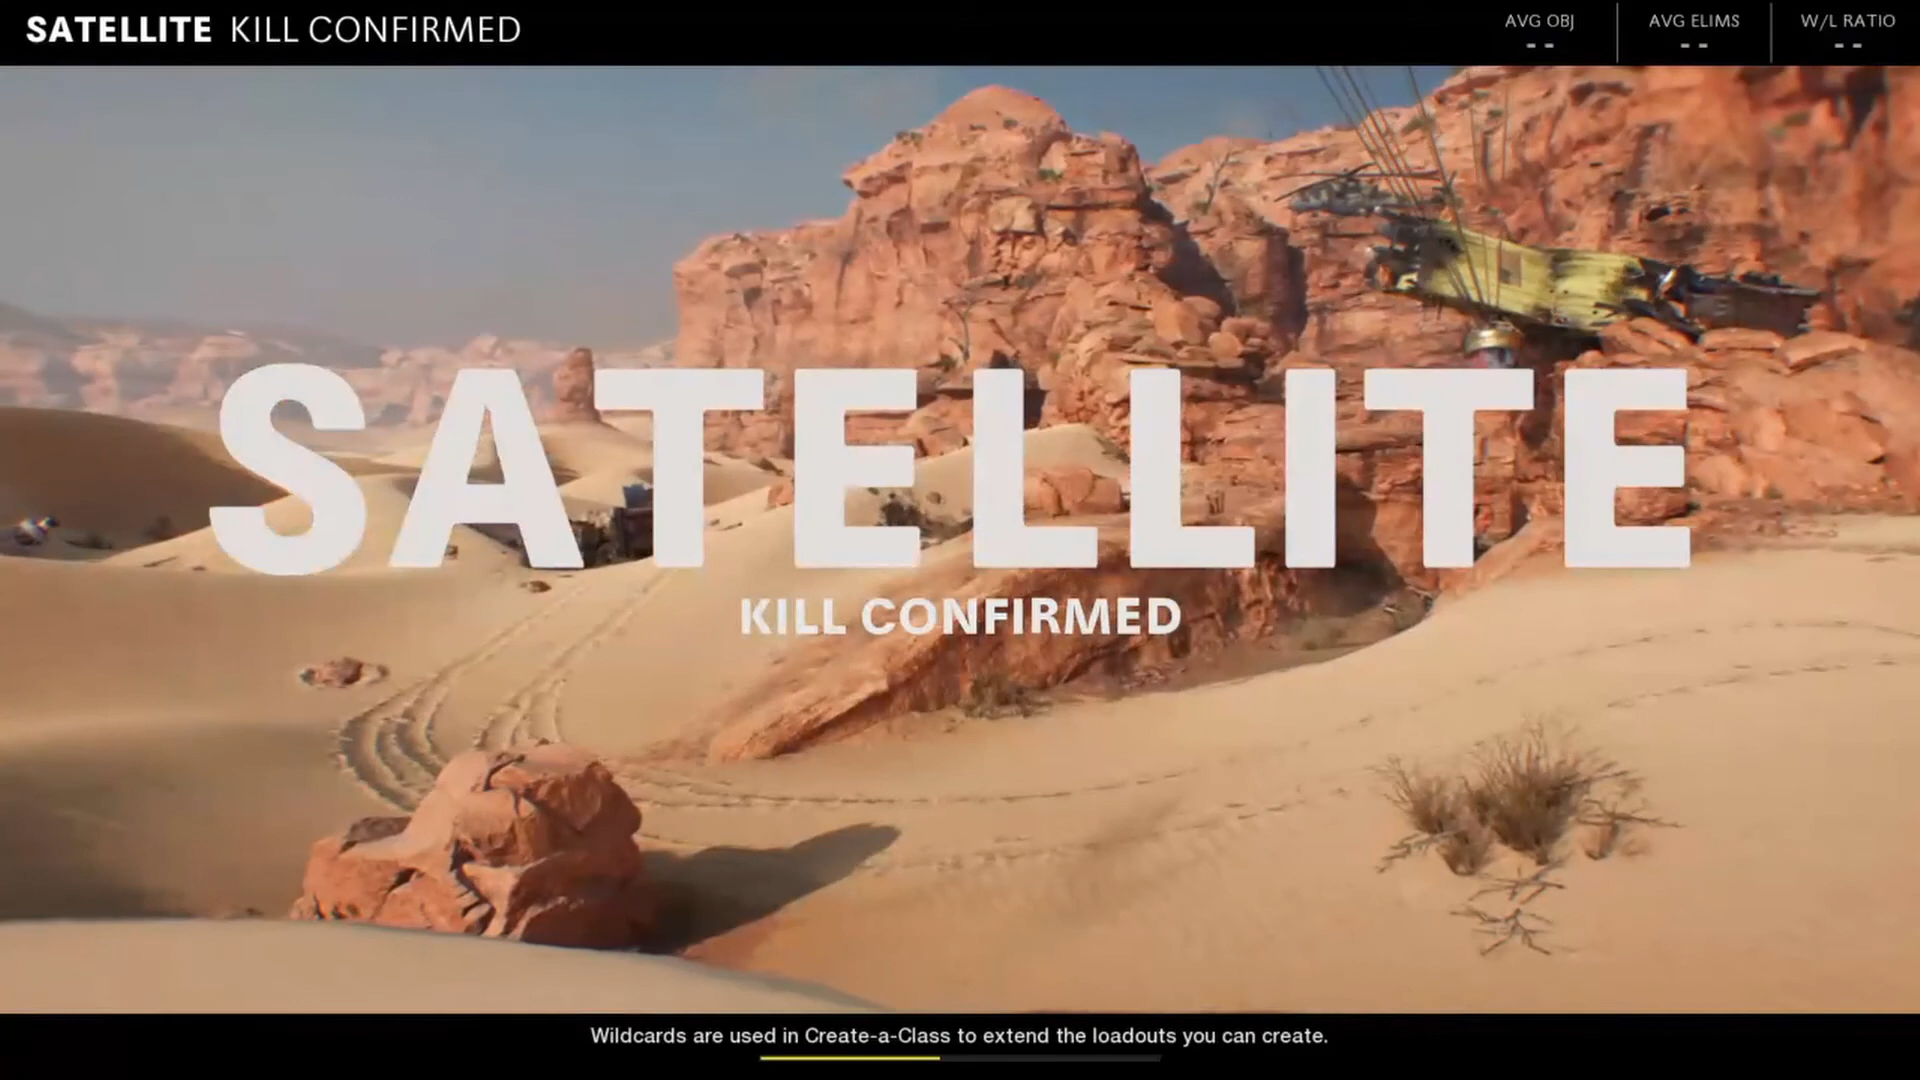 SATELLITE KILL CONFIRMED
AVG OBJ
--
AVG ELIMS
--
W/L RATIO
--
SATELLITE
KILL CONFIRMED
Wildcards are used in Create-a-Class to extend the loadouts you can create.